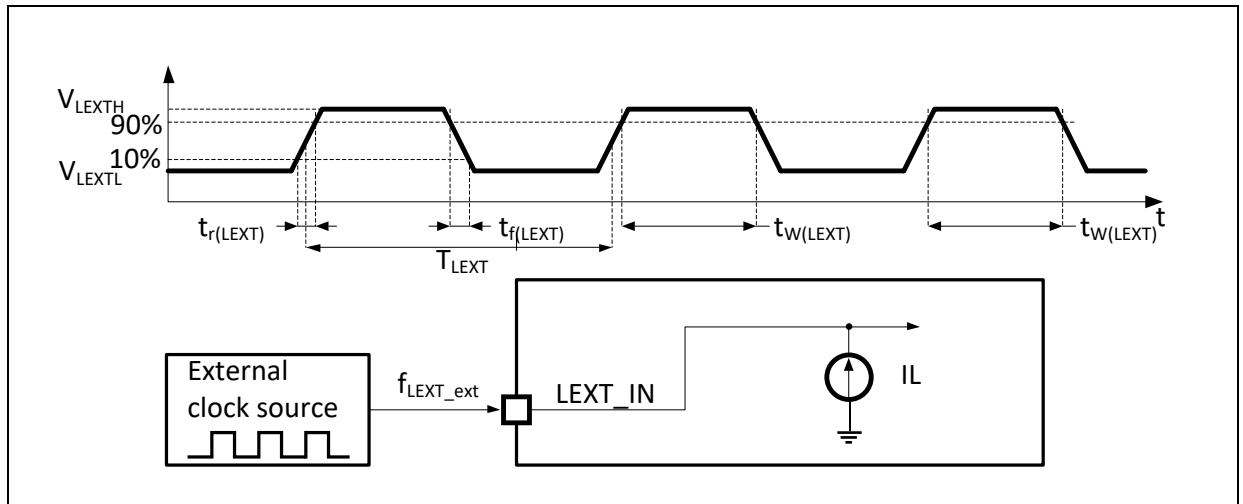 V_LEXTH
90%
10%
V_LEXTL
t_r(LEXT)
t_f(LEXT)
t_W(LEXT)
t_W(LEXT)
t
T_LEXT
External
clock source
f_LEXT_ext
LEXT_IN
IL